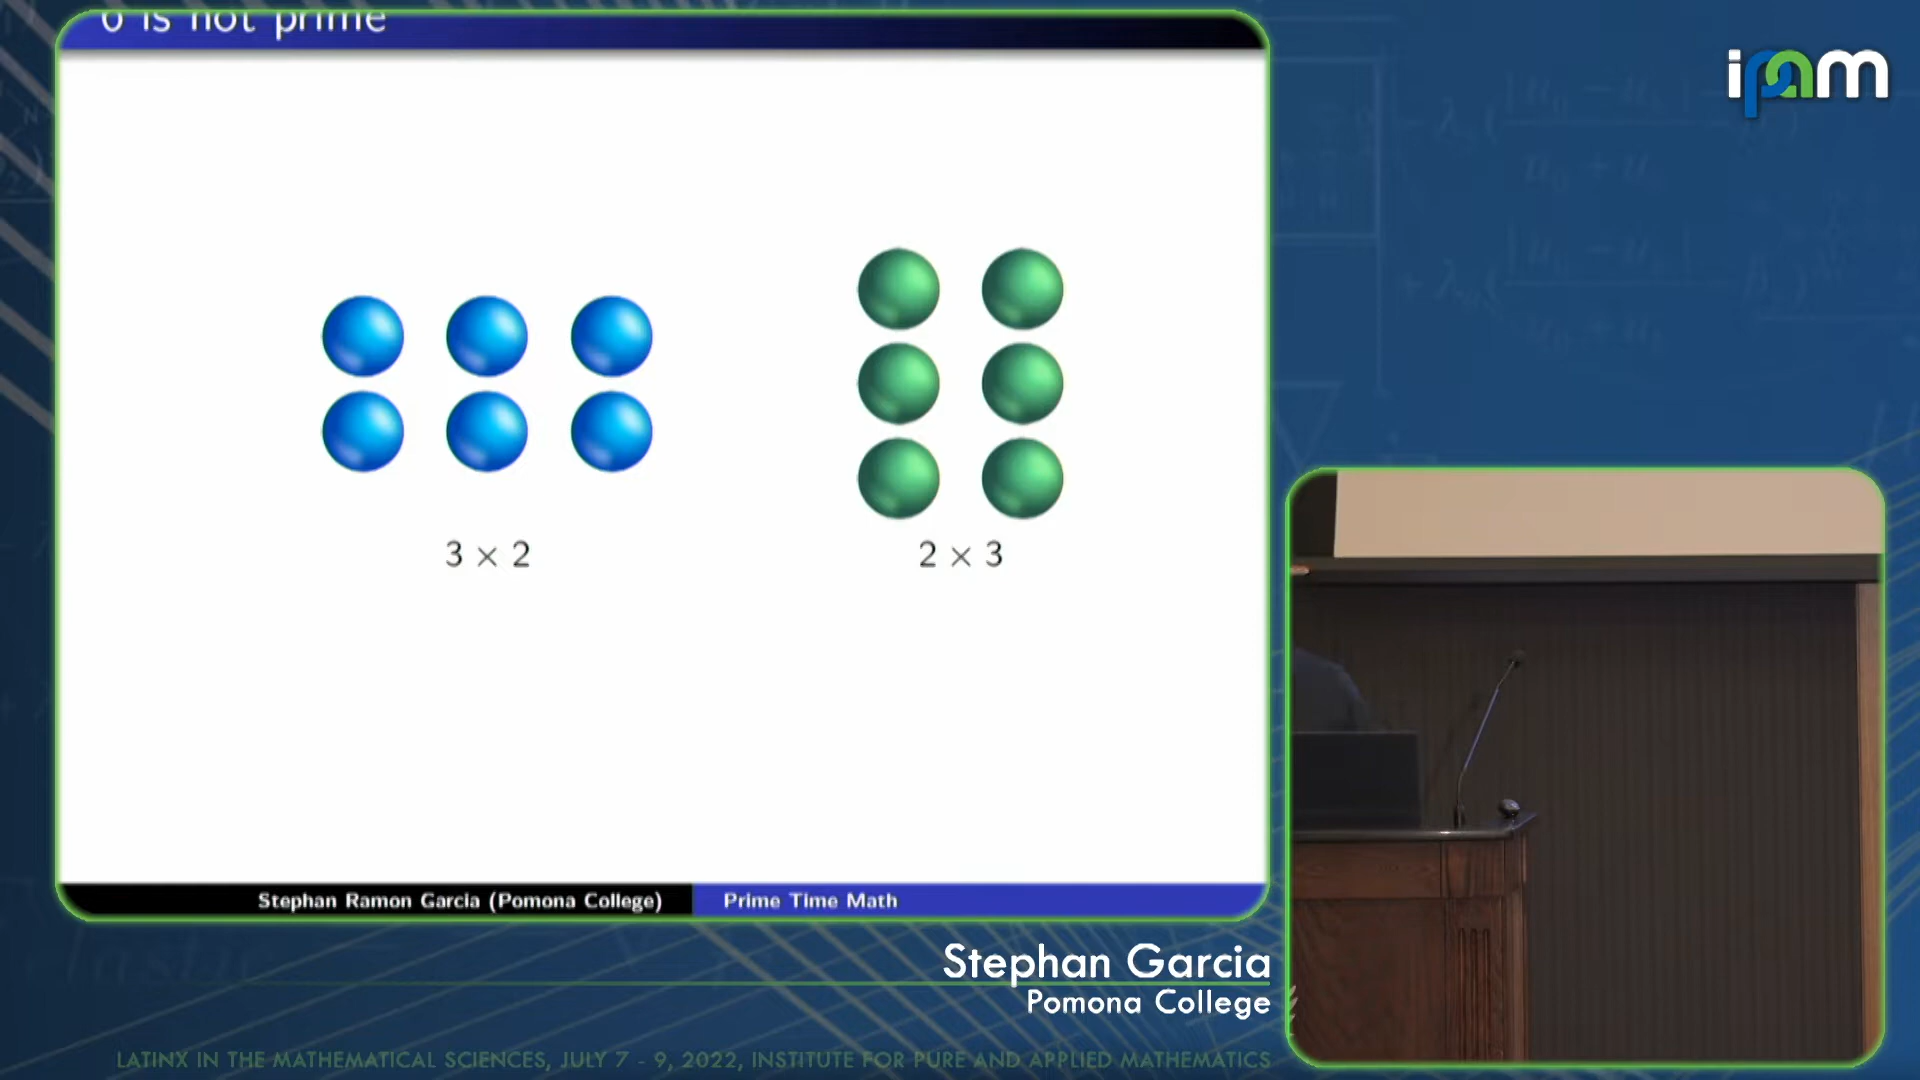 6 is not prime
ipam
3 × 2
2 × 3
Stephan Ramon Garcia (Pomona College)
Prime Time Math
Stephan Garcia
Pomona College
LATINX IN THE MATHEMATICAL SCIENCES, JULY 7 - 9, 2022, INSTITUTE FOR PURE AND APPLIED MATHEMATICS